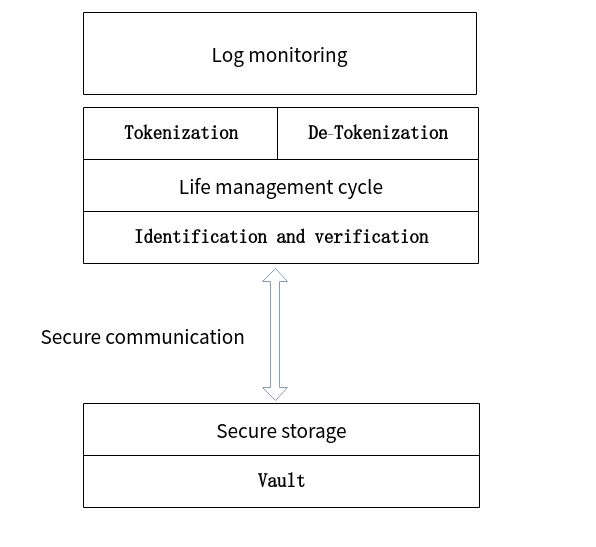 Log monitoring
Tokenization
De-Tokenization
Life management cycle
Identification and verification
Secure communication
Secure storage
Vault